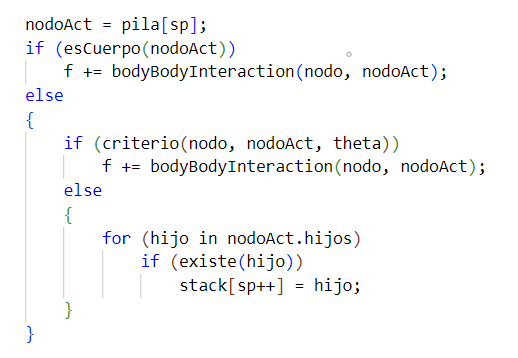 nodoAct = pila[sp];
if (esCuerpo(nodoAct))
f += bodyBodyInteraction(nodo, nodoAct);
else
{
if (criterio(nodo, nodoAct, theta))
f += bodyBodyInteraction(nodo, nodoAct);
else
{
for (hijo in nodoAct.hijos)
if (existe(hijo))
stack[sp++] = hijo;
}
}